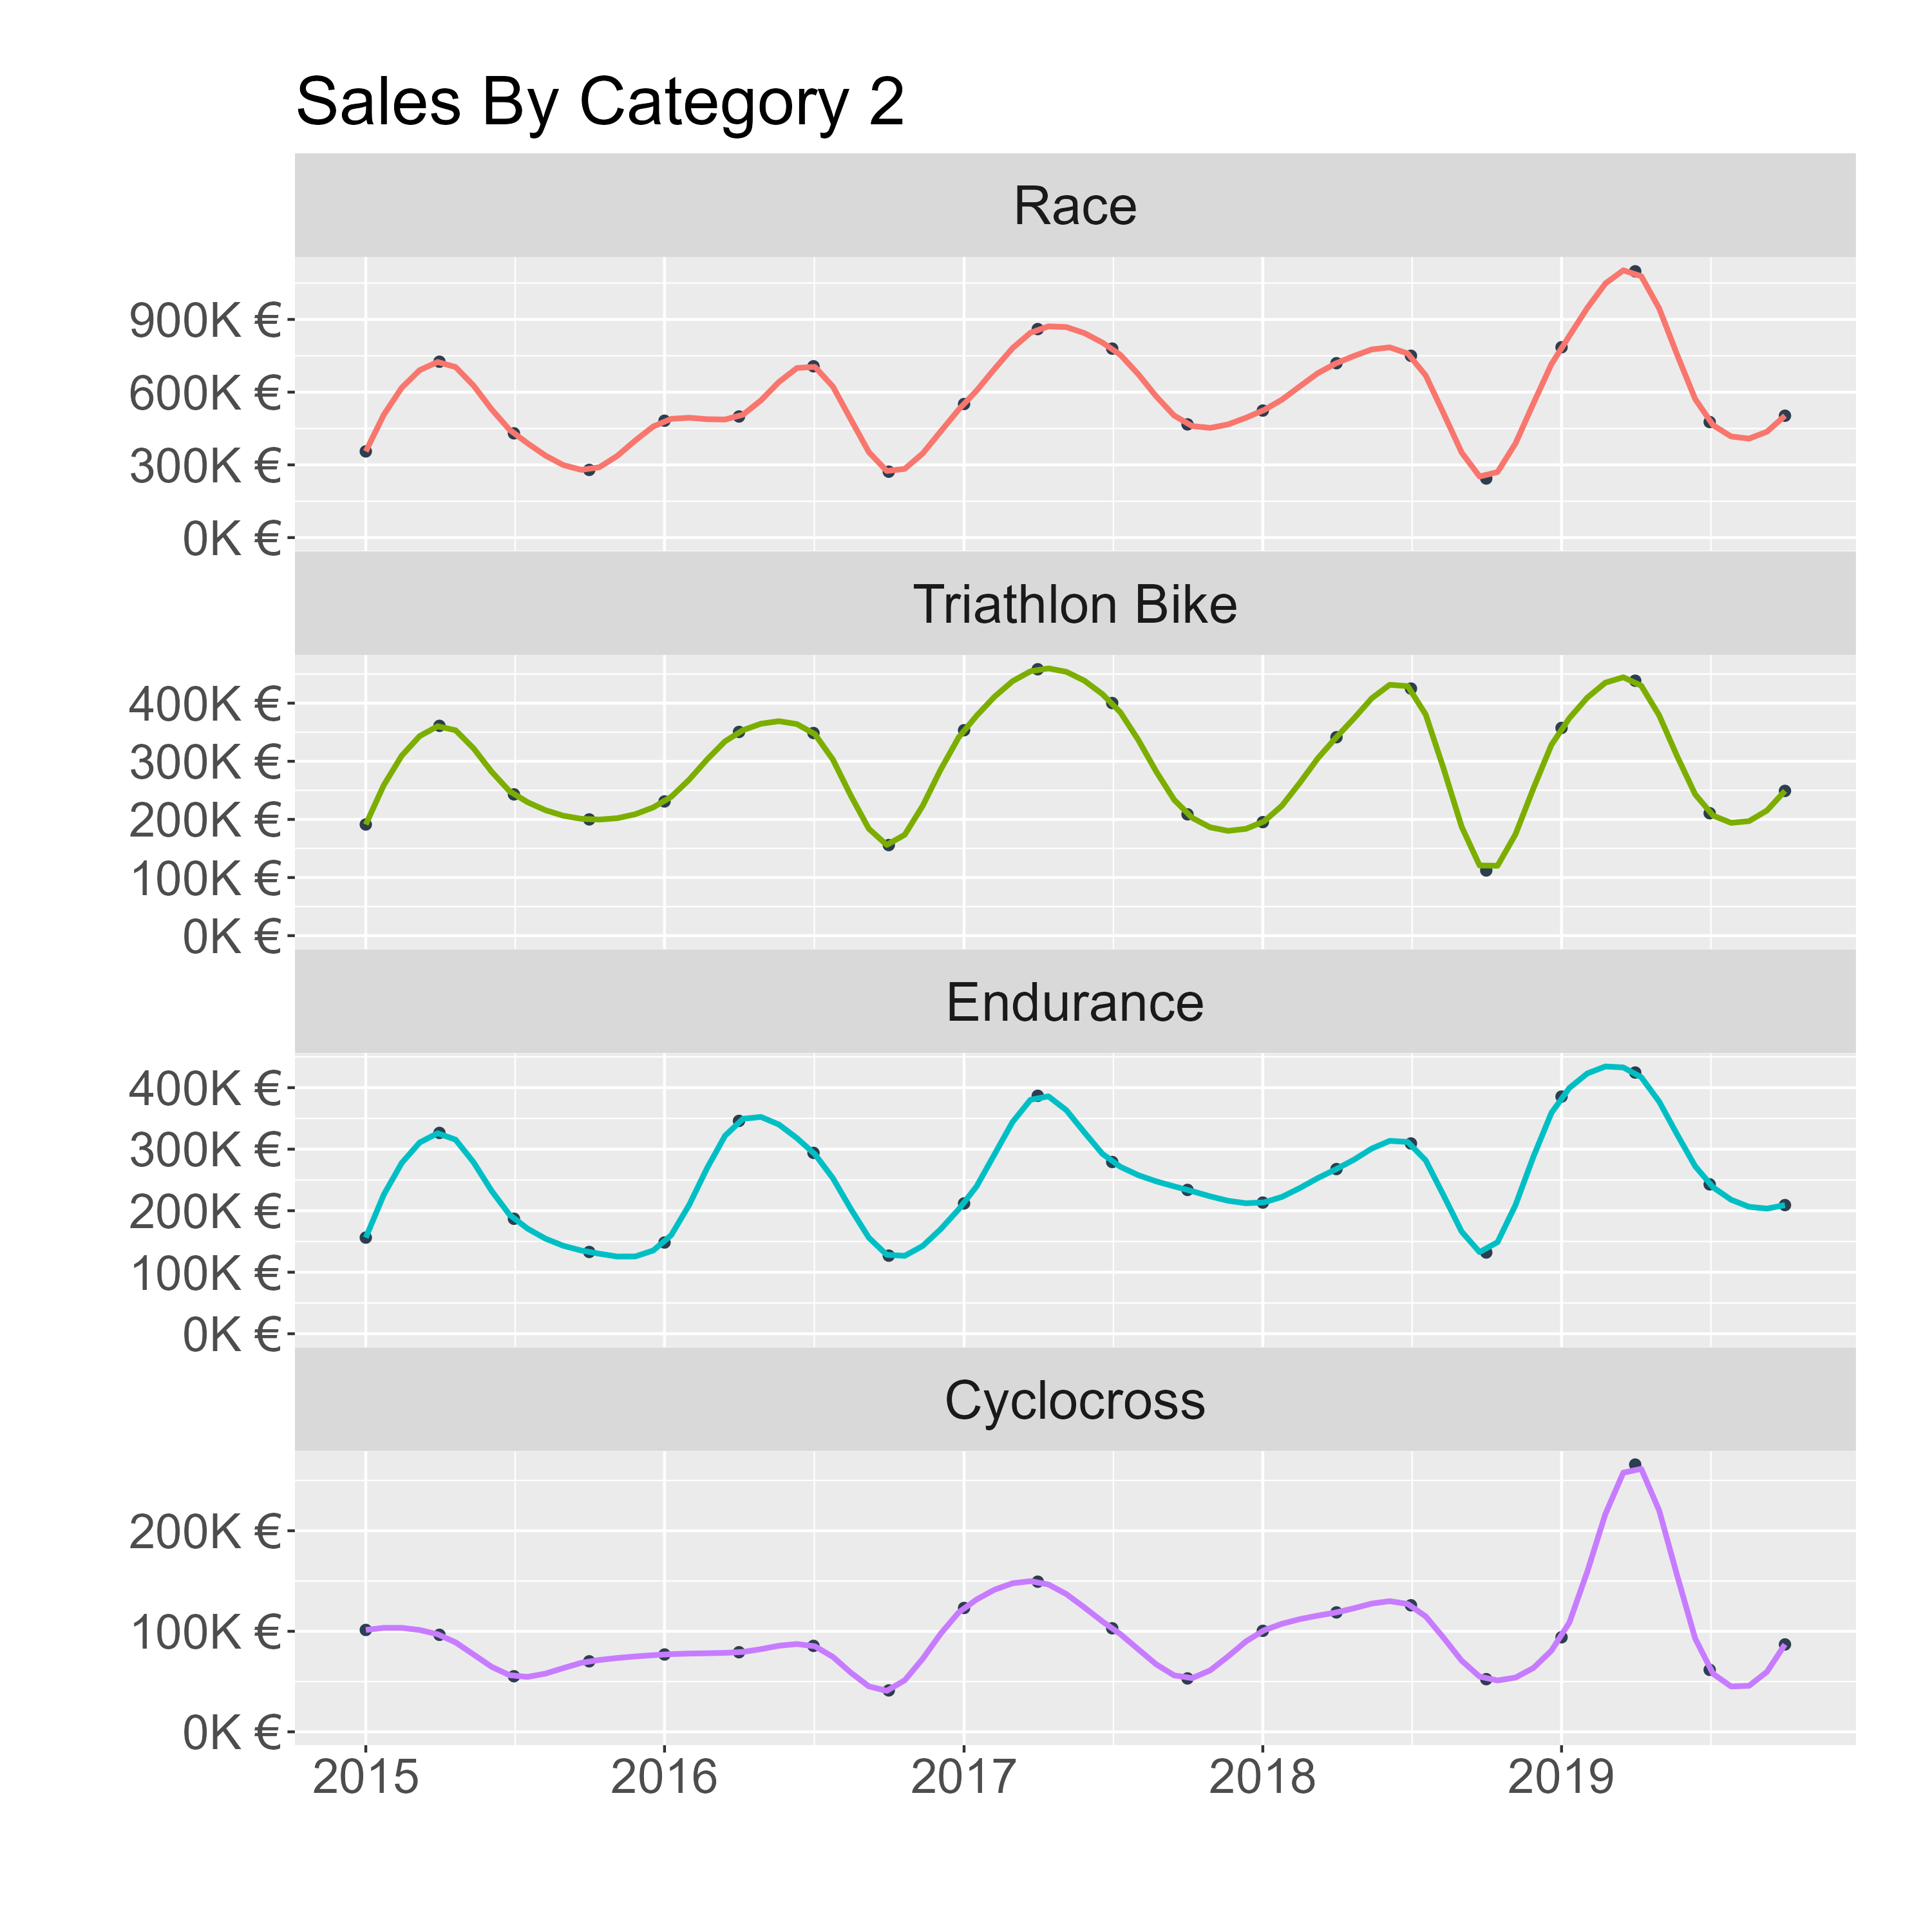 Sales By Category 2
Race
900K €
600K €
300K €
0K €
Triathlon Bike
400K €
300K €
200K €
100K €
0K €
Endurance
400K €
300K €
200K €
100K €
0K €
Cyclocross
200K €
100K €
0K €
2015 2016 2017 2018 2019